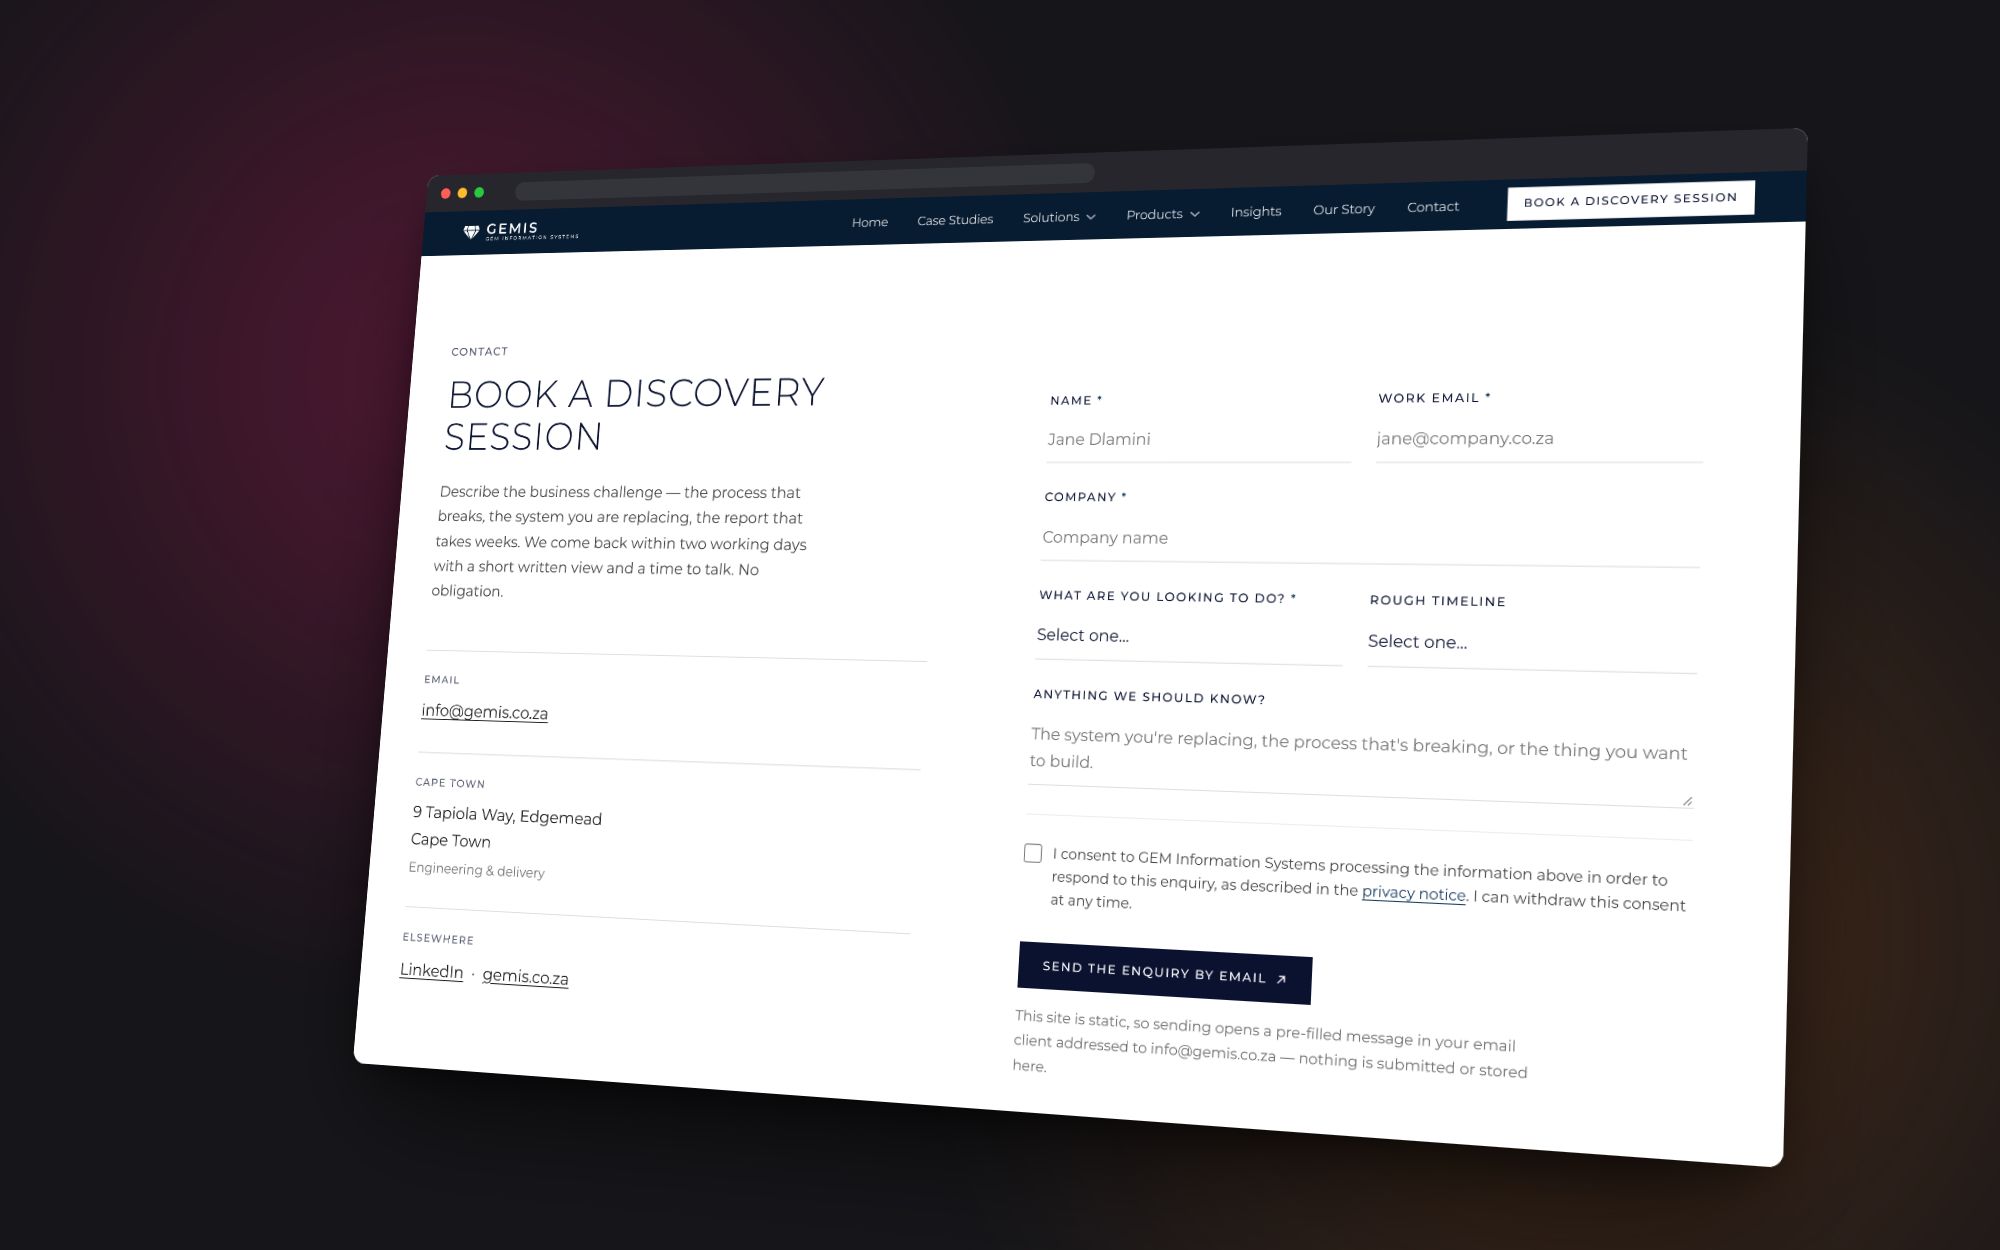 GEMIS
GEM INFORMATION SYSTEMS
Home
Case Studies
Solutions
Products
Insights
Our Story
Contact
BOOK A DISCOVERY SESSION
CONTACT
BOOK A DISCOVERY
SESSION
Describe the business challenge — the process that
breaks, the system you are replacing, the report that
takes weeks. We come back within two working days
with a short written view and a time to talk. No
obligation.
EMAIL
info@gemis.co.za
CAPE TOWN
9 Tapiola Way, Edgemead
Cape Town
Engineering & delivery
ELSEWHERE
LinkedIn · gemis.co.za
NAME *
Jane Dlamini
WORK EMAIL *
jane@company.co.za
COMPANY *
Company name
WHAT ARE YOU LOOKING TO DO? *
Select one...
ROUGH TIMELINE
Select one...
ANYTHING WE SHOULD KNOW?
The system you're replacing, the process that's breaking, or the thing you want
to build.
I consent to GEM Information Systems processing the information above in order to
respond to this enquiry, as described in the privacy notice. I can withdraw this consent
at any time.
SEND THE ENQUIRY BY EMAIL ↗
This site is static, so sending opens a pre-filled message in your email
client addressed to info@gemis.co.za — nothing is submitted or stored
here.